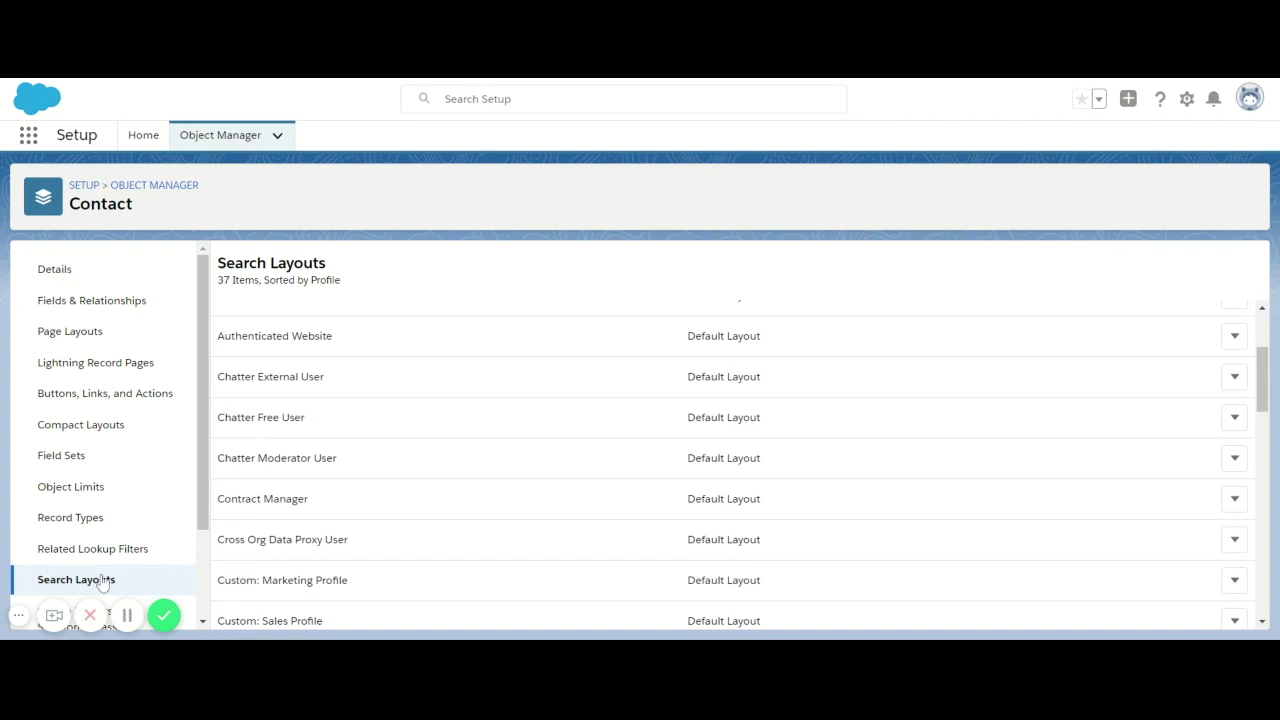 Search Setup
Setup
Home
Object Manager
SETUP > OBJECT MANAGER
Contact
Details
Fields & Relationships
Page Layouts
Lightning Record Pages
Buttons, Links, and Actions
Compact Layouts
Field Sets
Object Limits
Record Types
Related Lookup Filters
Search Layouts
Search Layouts
37 Items, Sorted by Profile
Authenticated Website Default Layout
Chatter External User Default Layout
Chatter Free User Default Layout
Chatter Moderator User Default Layout
Contract Manager Default Layout
Cross Org Data Proxy User Default Layout
Custom: Marketing Profile Default Layout
Custom: Sales Profile Default Layout